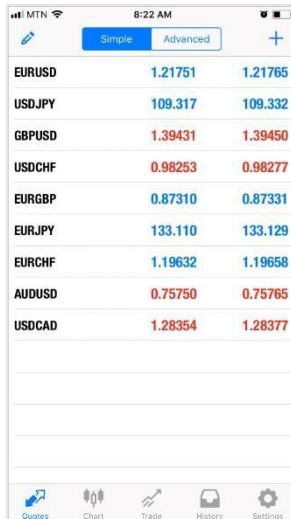 MTN 8:22 AM
Simple Advanced +
EURUSD 1.21751 1.21765
USDJPY 109.317 109.332
GBPUSD 1.39431 1.39450
USDCHF 0.98253 0.98277
EURGBP 0.87310 0.87331
EURJPY 133.110 133.129
EURCHF 1.19632 1.19658
AUDUSD 0.75750 0.75765
USDCAD 1.28354 1.28377
Quotes Chart Trade History Settings